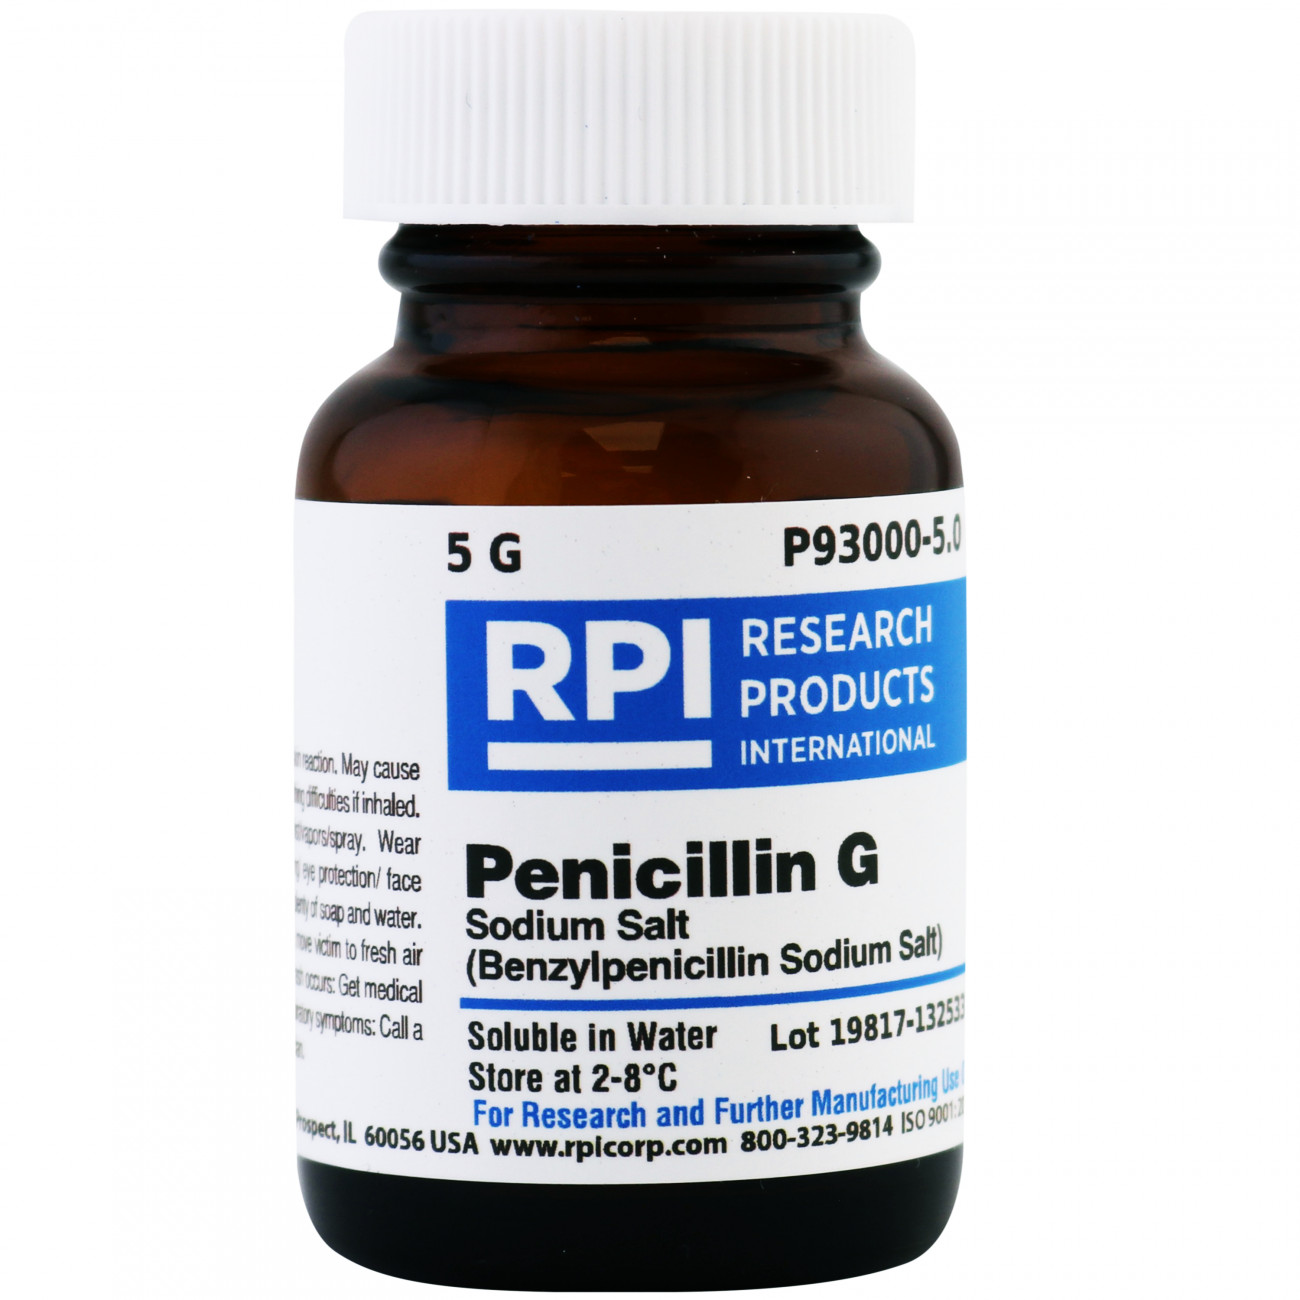 5 G P93000-5.0
RPI RESEARCH
PRODUCTS
INTERNATIONAL
reaction. May cause
difficulties if inhaled.
vapors/spray. Wear
eye protection/ face
of soap and water.
victim to fresh air
occurs: Get medical
symptoms: Call a
Penicillin G
Sodium Salt
(Benzylpenicillin Sodium Salt)
Soluble in Water Lot 19817-132533
Store at 2-8°C
For Research and Further Manufacturing Use
Prospect, IL 60056 USA www.rpicorp.com 800-323-9814 ISO 9001: